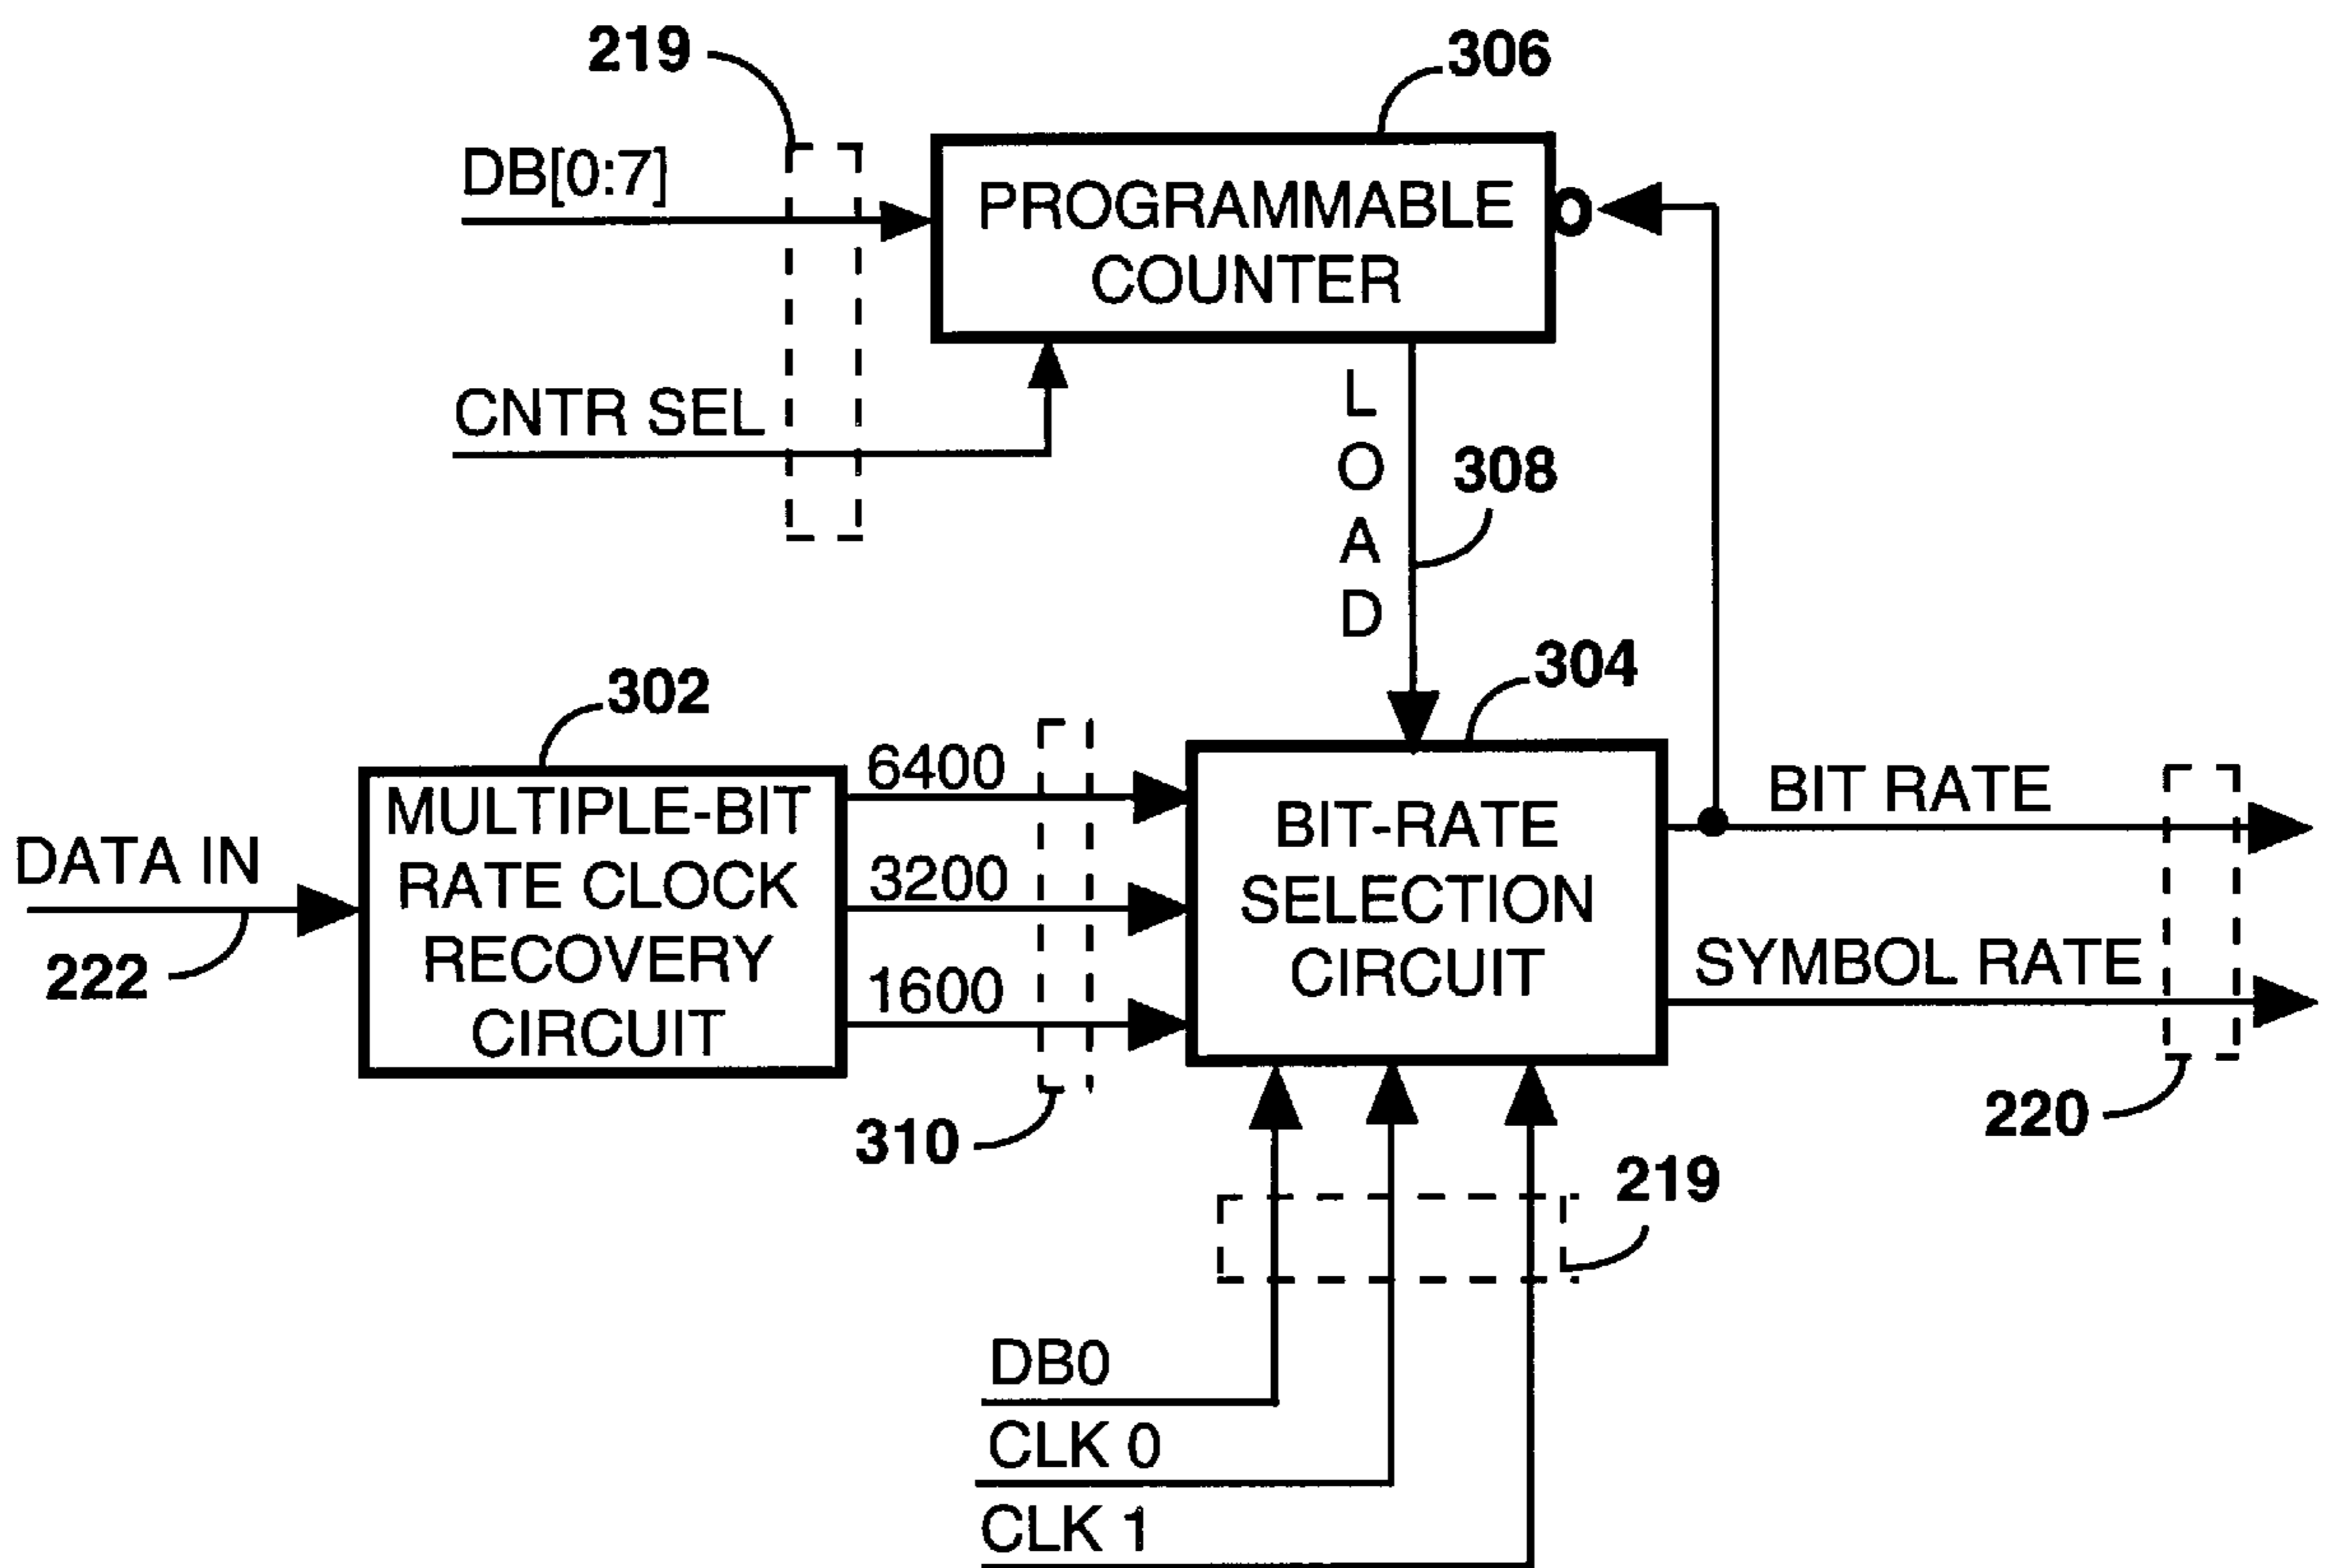 219
306
DB[0:7]
PROGRAMMABLE
COUNTER
CNTR SEL
LOAD
308
304
302
6400
MULTIPLE-BIT
RATE CLOCK
RECOVERY
CIRCUIT
BIT RATE
BIT-RATE
SELECTION
CIRCUIT
DATA IN
3200
222
1600
SYMBOL RATE
310
220
219
DB0
CLK 0
CLK 1